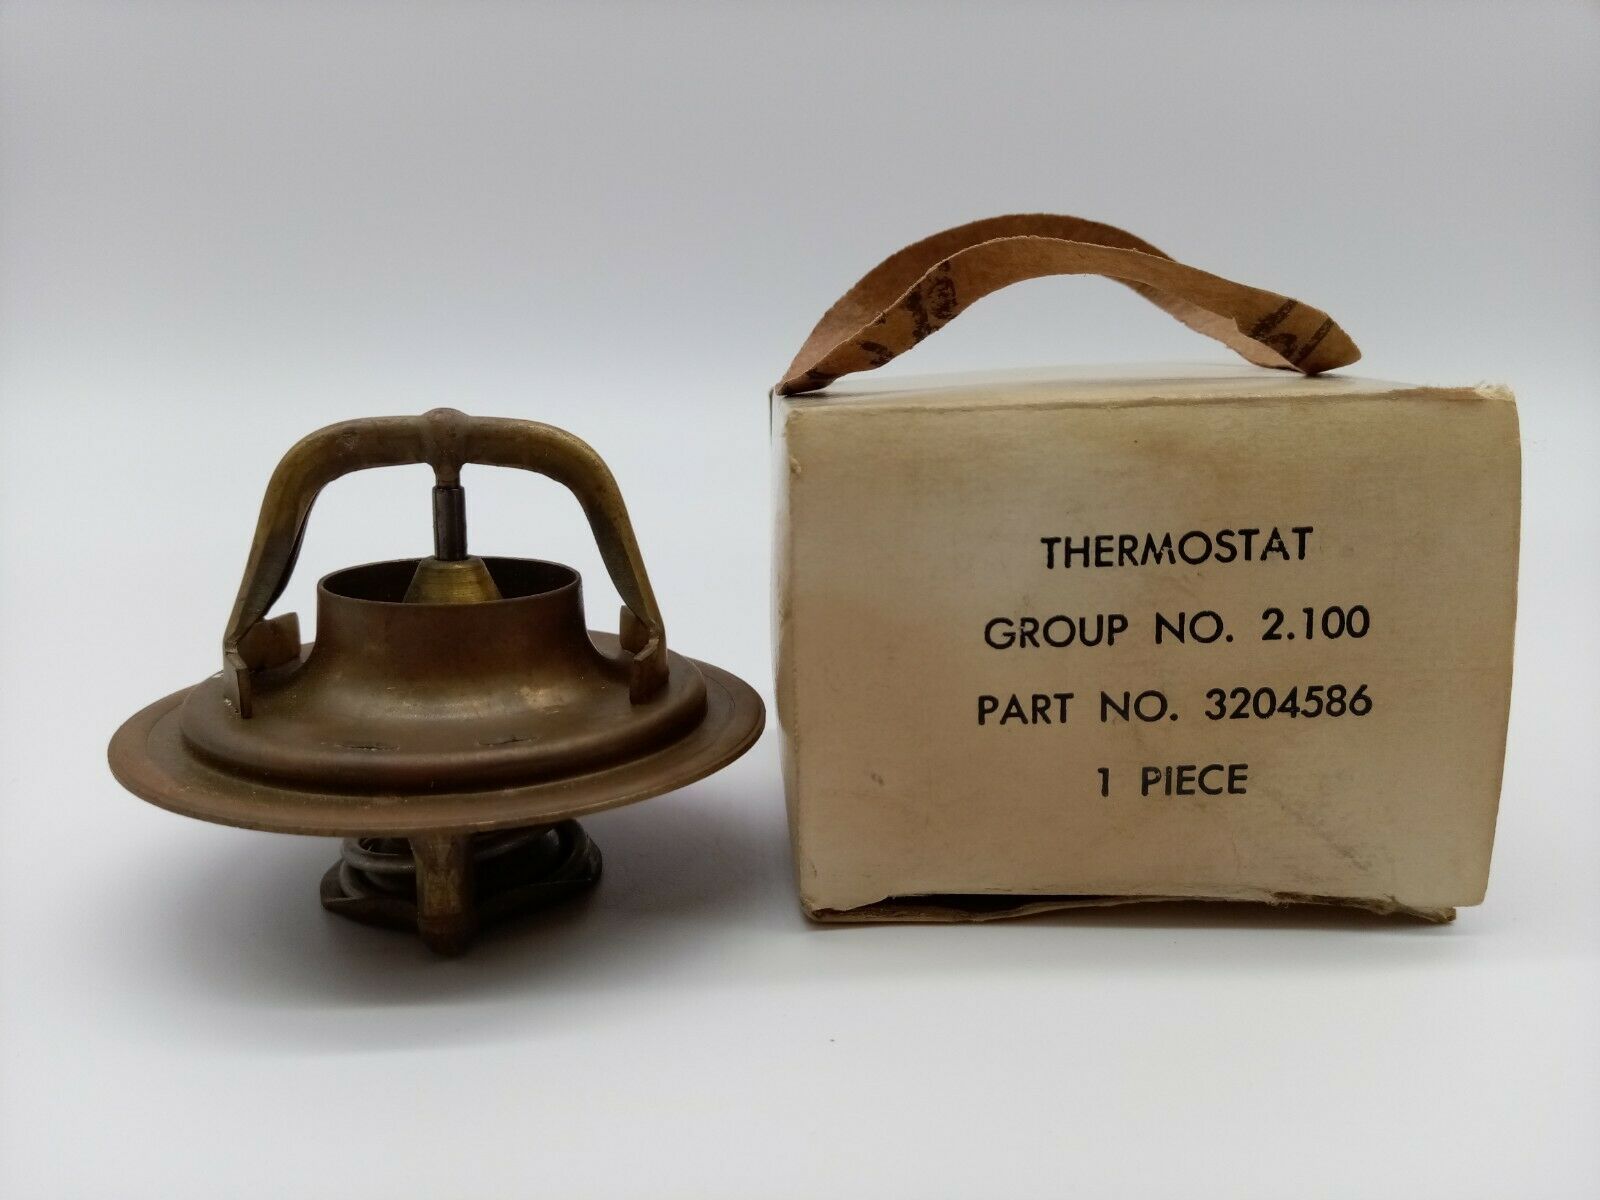 THERMOSTAT
GROUP NO. 2.100
PART NO. 3204586
1 PIECE